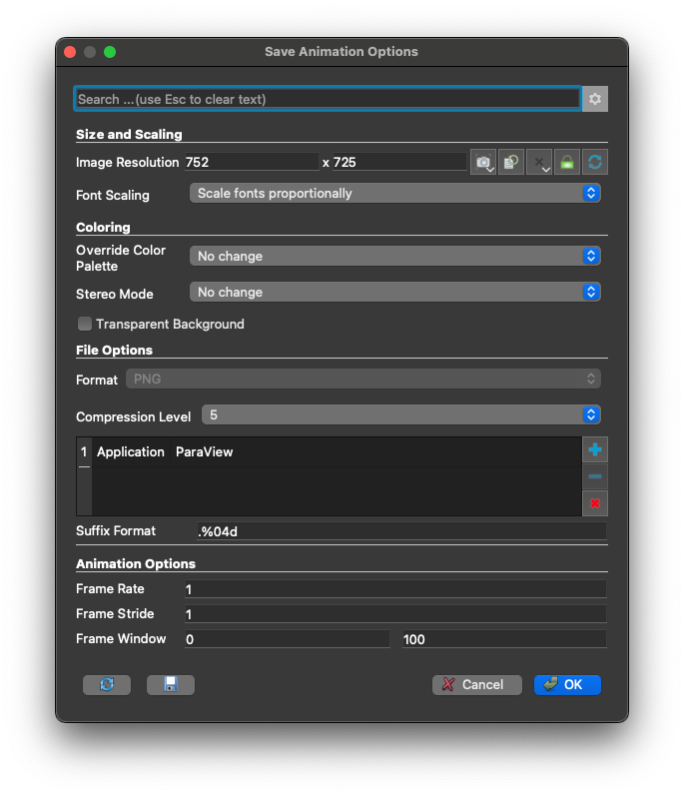 Save Animation Options
Search ...(use Esc to clear text)
Size and Scaling
Image Resolution 752 x 725
Font Scaling Scale fonts proportionally
Coloring
Override Color
Palette
No change
Stereo Mode No change
Transparent Background
File Options
Format PNG
Compression Level 5
1 Application ParaView
Suffix Format .%04d
Animation Options
Frame Rate 1
Frame Stride 1
Frame Window 0 100
Cancel OK